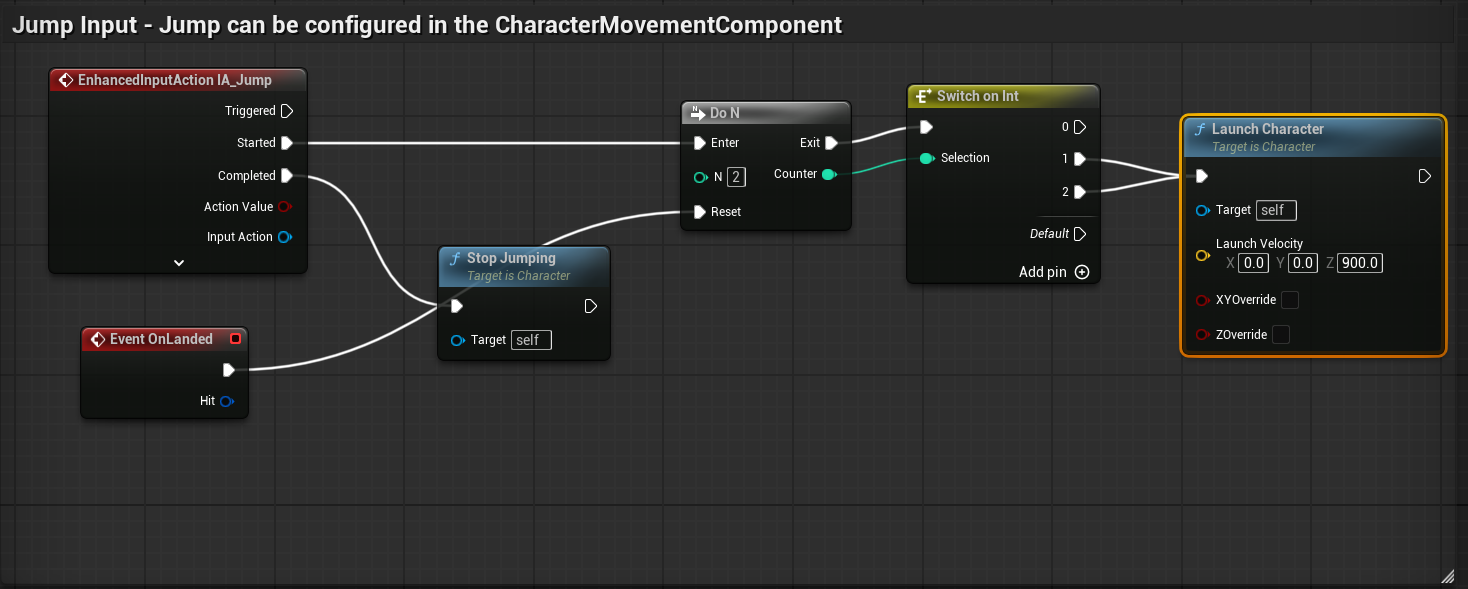 Jump Input - Jump can be configured in the CharacterMovementComponent
EnhancedInputAction IA_Jump
Triggered
Started
Completed
Action Value
Input Action
Event OnLanded
Hit
Stop Jumping
Target is Character
Target self
N
Do N
Enter Exit
N 2 Counter
Reset
Switch on Int
0
Selection 1
2
Default
Add pin
Launch Character
Target is Character
Target self
Launch Velocity
X 0.0 Y 0.0 Z 900.0
XYOverride
ZOverride